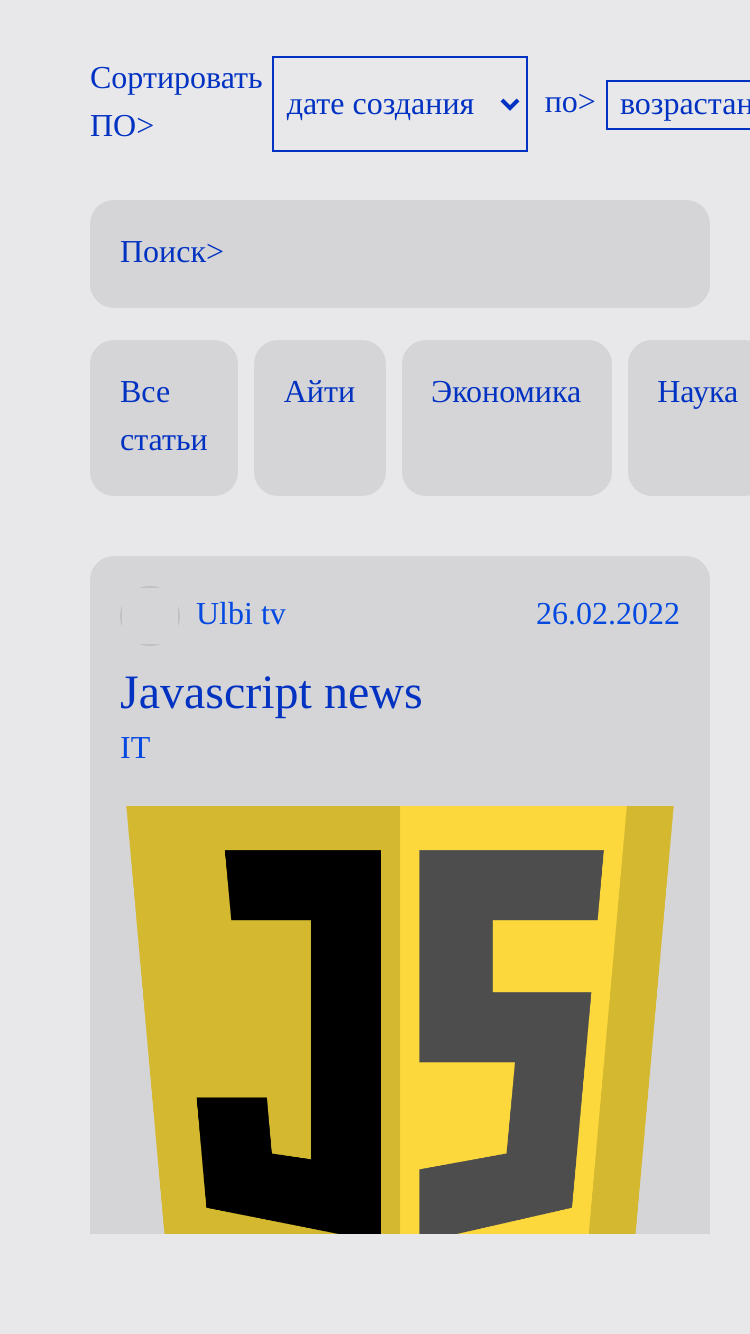 Сортировать ПО> дате создания по> возрастан
Поиск>
Все статьи Айти Экономика Наука
Ulbi tv 26.02.2022
Javascript news
IT
JS